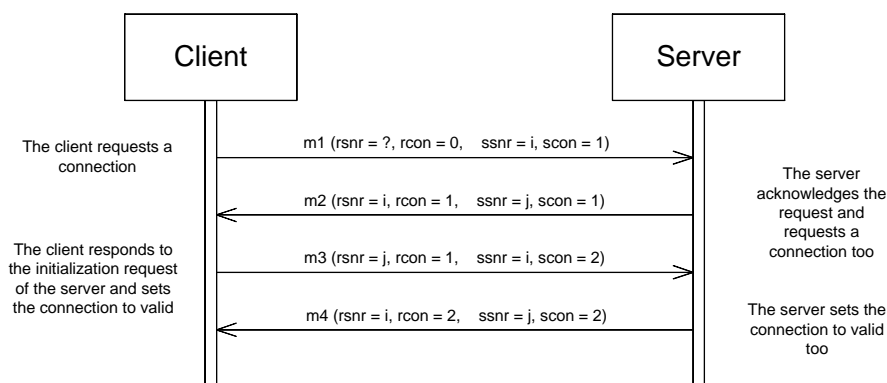 Client
Server
The client requests a
connection
m1 (rsnr = ?, rcon = 0, ssnr = i, scon = 1)
The server
acknowledges the
request and
requests a
connection too
m2 (rsnr = i, rcon = 1, ssnr = j, scon = 1)
The client responds to
the initialization request
of the server and sets
the connection to valid
m3 (rsnr = j, rcon = 1, ssnr = i, scon = 2)
m4 (rsnr = i, rcon = 2, ssnr = j, scon = 2)
The server sets the
connection to valid
too